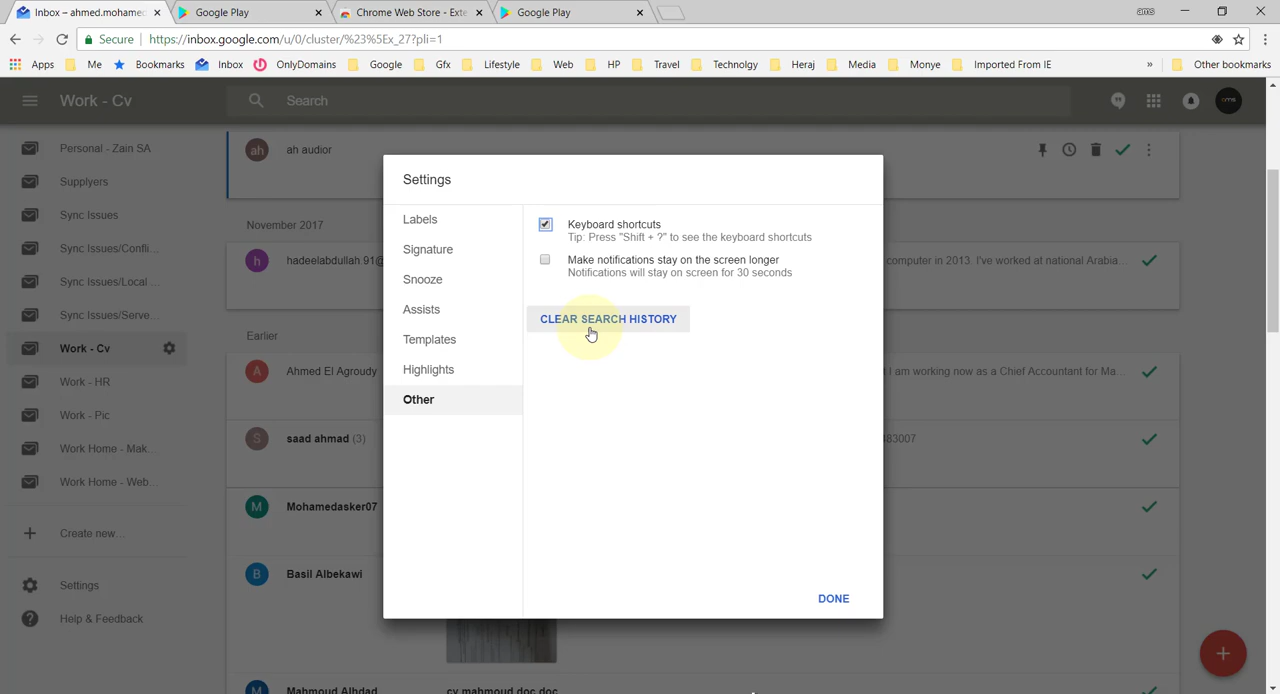 Inbox – ahmed.mohamed
Google Play
Chrome Web Store - Exte
Google Play
ams
Secure
https://inbox.google.com/u/0/cluster/%23%5Ex_27?pli=1
Apps
Me
Bookmarks
Inbox
OnlyDomains
Google
Gfx
Lifestyle
Web
HP
Travel
Technolgy
Heraj
Media
Monye
Imported From IE
»
Other bookmarks
Work - Cv
Search
Personal - Zain SA
Supplyers
Sync Issues
Sync Issues/Confli...
Sync Issues/Local ...
Sync Issues/Serve...
Work - Cv
Work - HR
Work - Pic
Work Home - Mak...
Work Home - Web...
Create new...
Settings
Help & Feedback
ah
ah audior
November 2017
h
hadeelabdullah.91@
computer in 2013 I've worked at national Arabia...
Earlier
A
Ahmed El Agroudy
I am working now as a Chief Accountant for Ma...
S
saad ahmad (3)
383007
M
Mohamedasker07
B
Basil Albekawi
M
Mahmoud Alhdad
cv mahmoud doc.doc
Settings
Labels
Signature
Snooze
Assists
Templates
Highlights
Other
Keyboard shortcuts
Tip: Press "Shift + ?" to see the keyboard shortcuts
Make notifications stay on the screen longer
Notifications will stay on screen for 30 seconds
CLEAR SEARCH HISTORY
DONE